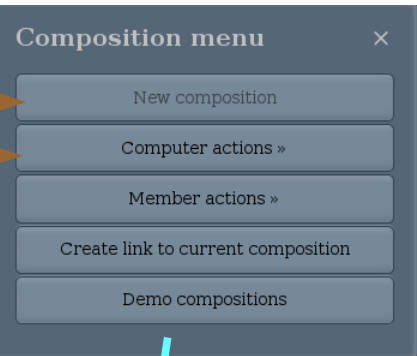 Composition menu ×
New composition
Computer actions »
Member actions »
Create link to current composition
Demo compositions